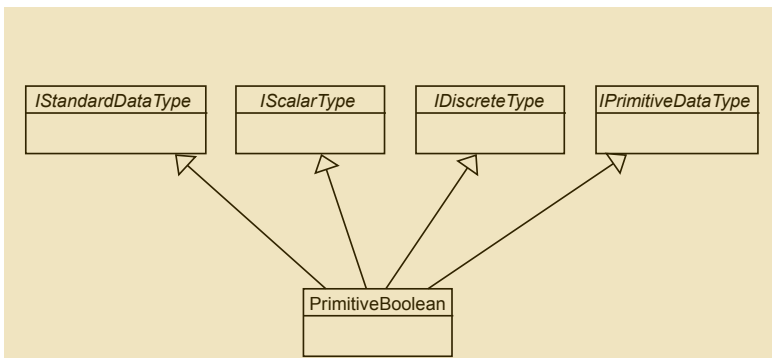 IStandardDataType
IScalarType
IDiscreteType
IPrimitiveDataType
PrimitiveBoolean